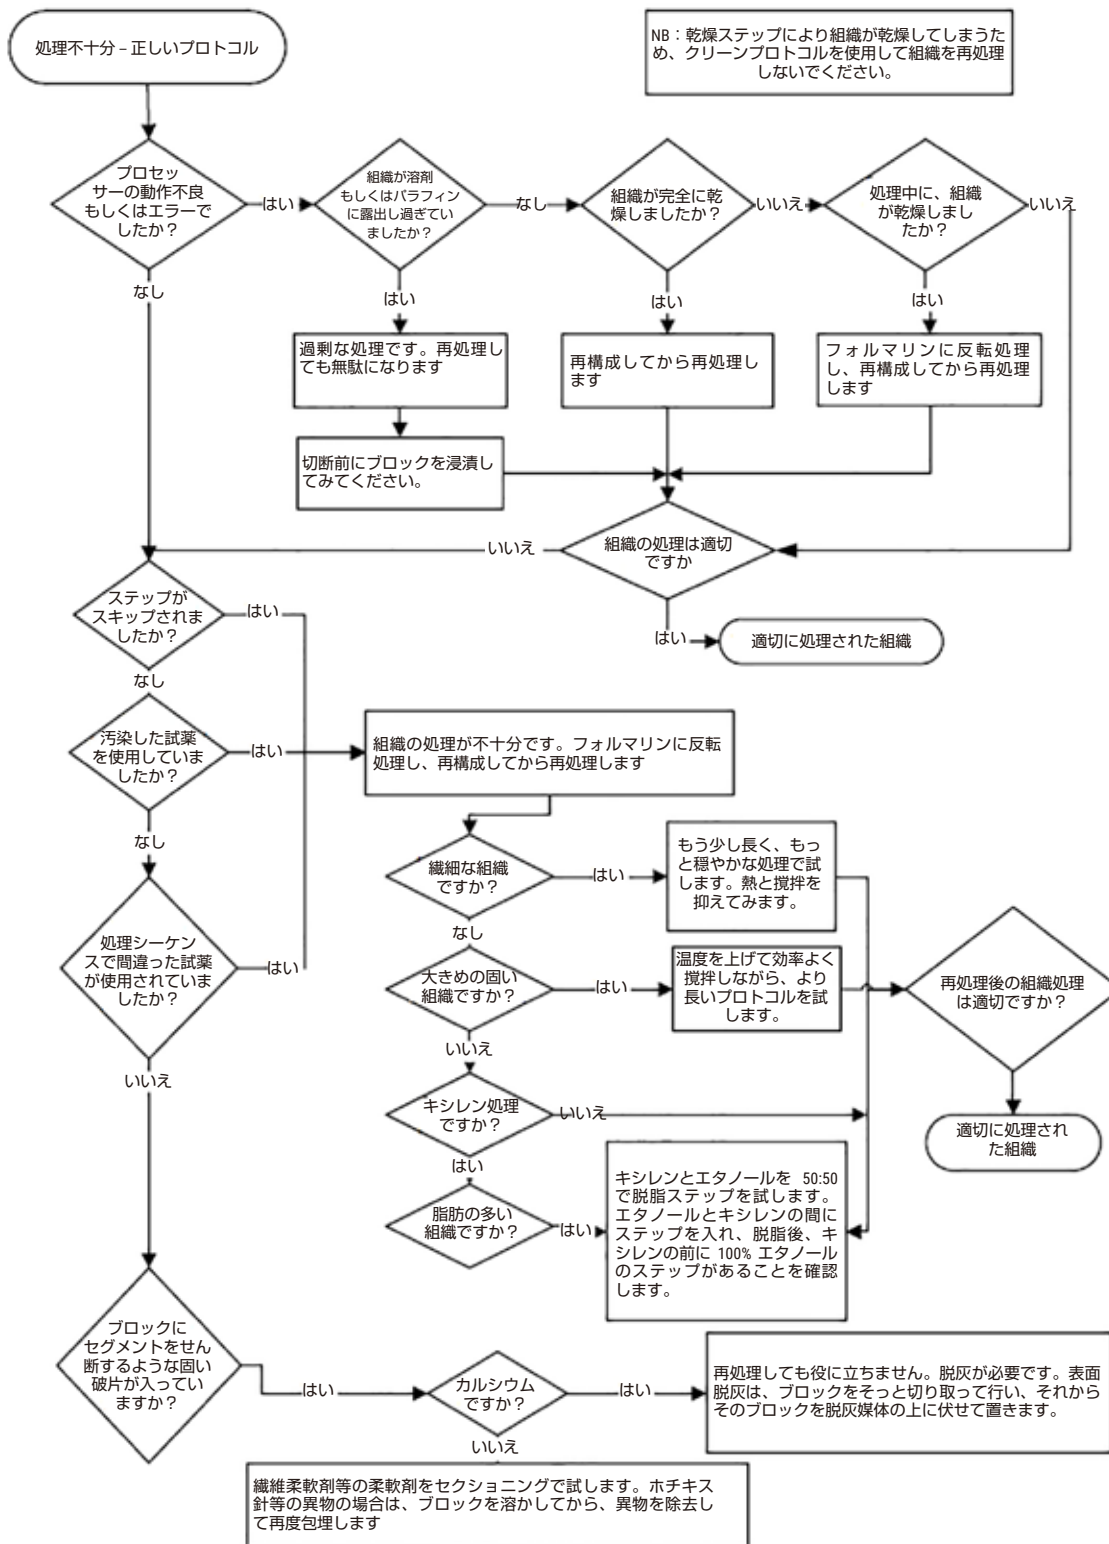 処理不十分 – 正しいプロトコル
NB：乾燥ステップにより組織が乾燥してしまうた
め、クリーンプロトコルを使用して組織を再処理
しないでください。
プロセッ
サーの動作不良
もしくはエラーで
したか？
はい
組織が溶剤
もしくはパラフィン
に露出し過ぎてい
ましたか？
なし
組織が完全に乾
燥しましたか？
いいえ
処理中に、組織
が乾燥しまし
たか？
いいえ
なし
はい
はい
はい
過剰な処理です。再処理し
ても無駄になります
再構成してから再処理し
ます
フォルマリンに反転処理
し、再構成してから再処理
します
切断前にブロックを浸漬し
てみてください。
いいえ
組織の処理は適切
ですか
はい
適切に処理された組織
ステップが
スキップされま
したか？
はい
なし
汚染した試薬
を使用していま
したか？
はい
組織の処理が不十分です。フォルマリンに反転
処理し、再構成してから再処理します
なし
処理シーケン
スで間違った試薬
が使用されていま
したか？
はい
いいえ
繊細な組織
ですか？
はい
もう少し長く、もっ
と穏やかな処理で試
します。熱と撹拌を
抑えてみます。
なし
大きめの固い
組織ですか？
はい
温度を上げて効率よく
撹拌しながら、より
長いプロトコルを試
します。
再処理後の組織処理
は適切ですか？
いいえ
キシレン処理
ですか？
いいえ
適切に処理され
た組織
はい
脂肪の多い
組織ですか？
はい
キシレンとエタノールを 50:50
で脱脂ステップを試します。
エタノールとキシレンの間に
ステップを入れ、脱脂後、キ
シレンの前に 100% エタノール
のステップがあることを確認
します。
ブロックに
セグメントをせん
断するような固い
破片が入ってい
ますか？
はい
カルシウム
ですか？
はい
再処理しても役に立ちません。脱灰が必要です。表面
脱灰は、ブロックをそっと切り取って行い、それから
そのブロックを脱灰媒体の上に伏せて置きます。
いいえ
繊維柔軟剤等の柔軟剤をセクショニングで試します。ホチキス
針等の異物の場合は、ブロックを溶かしてから、異物を除去し
て再度包埋します